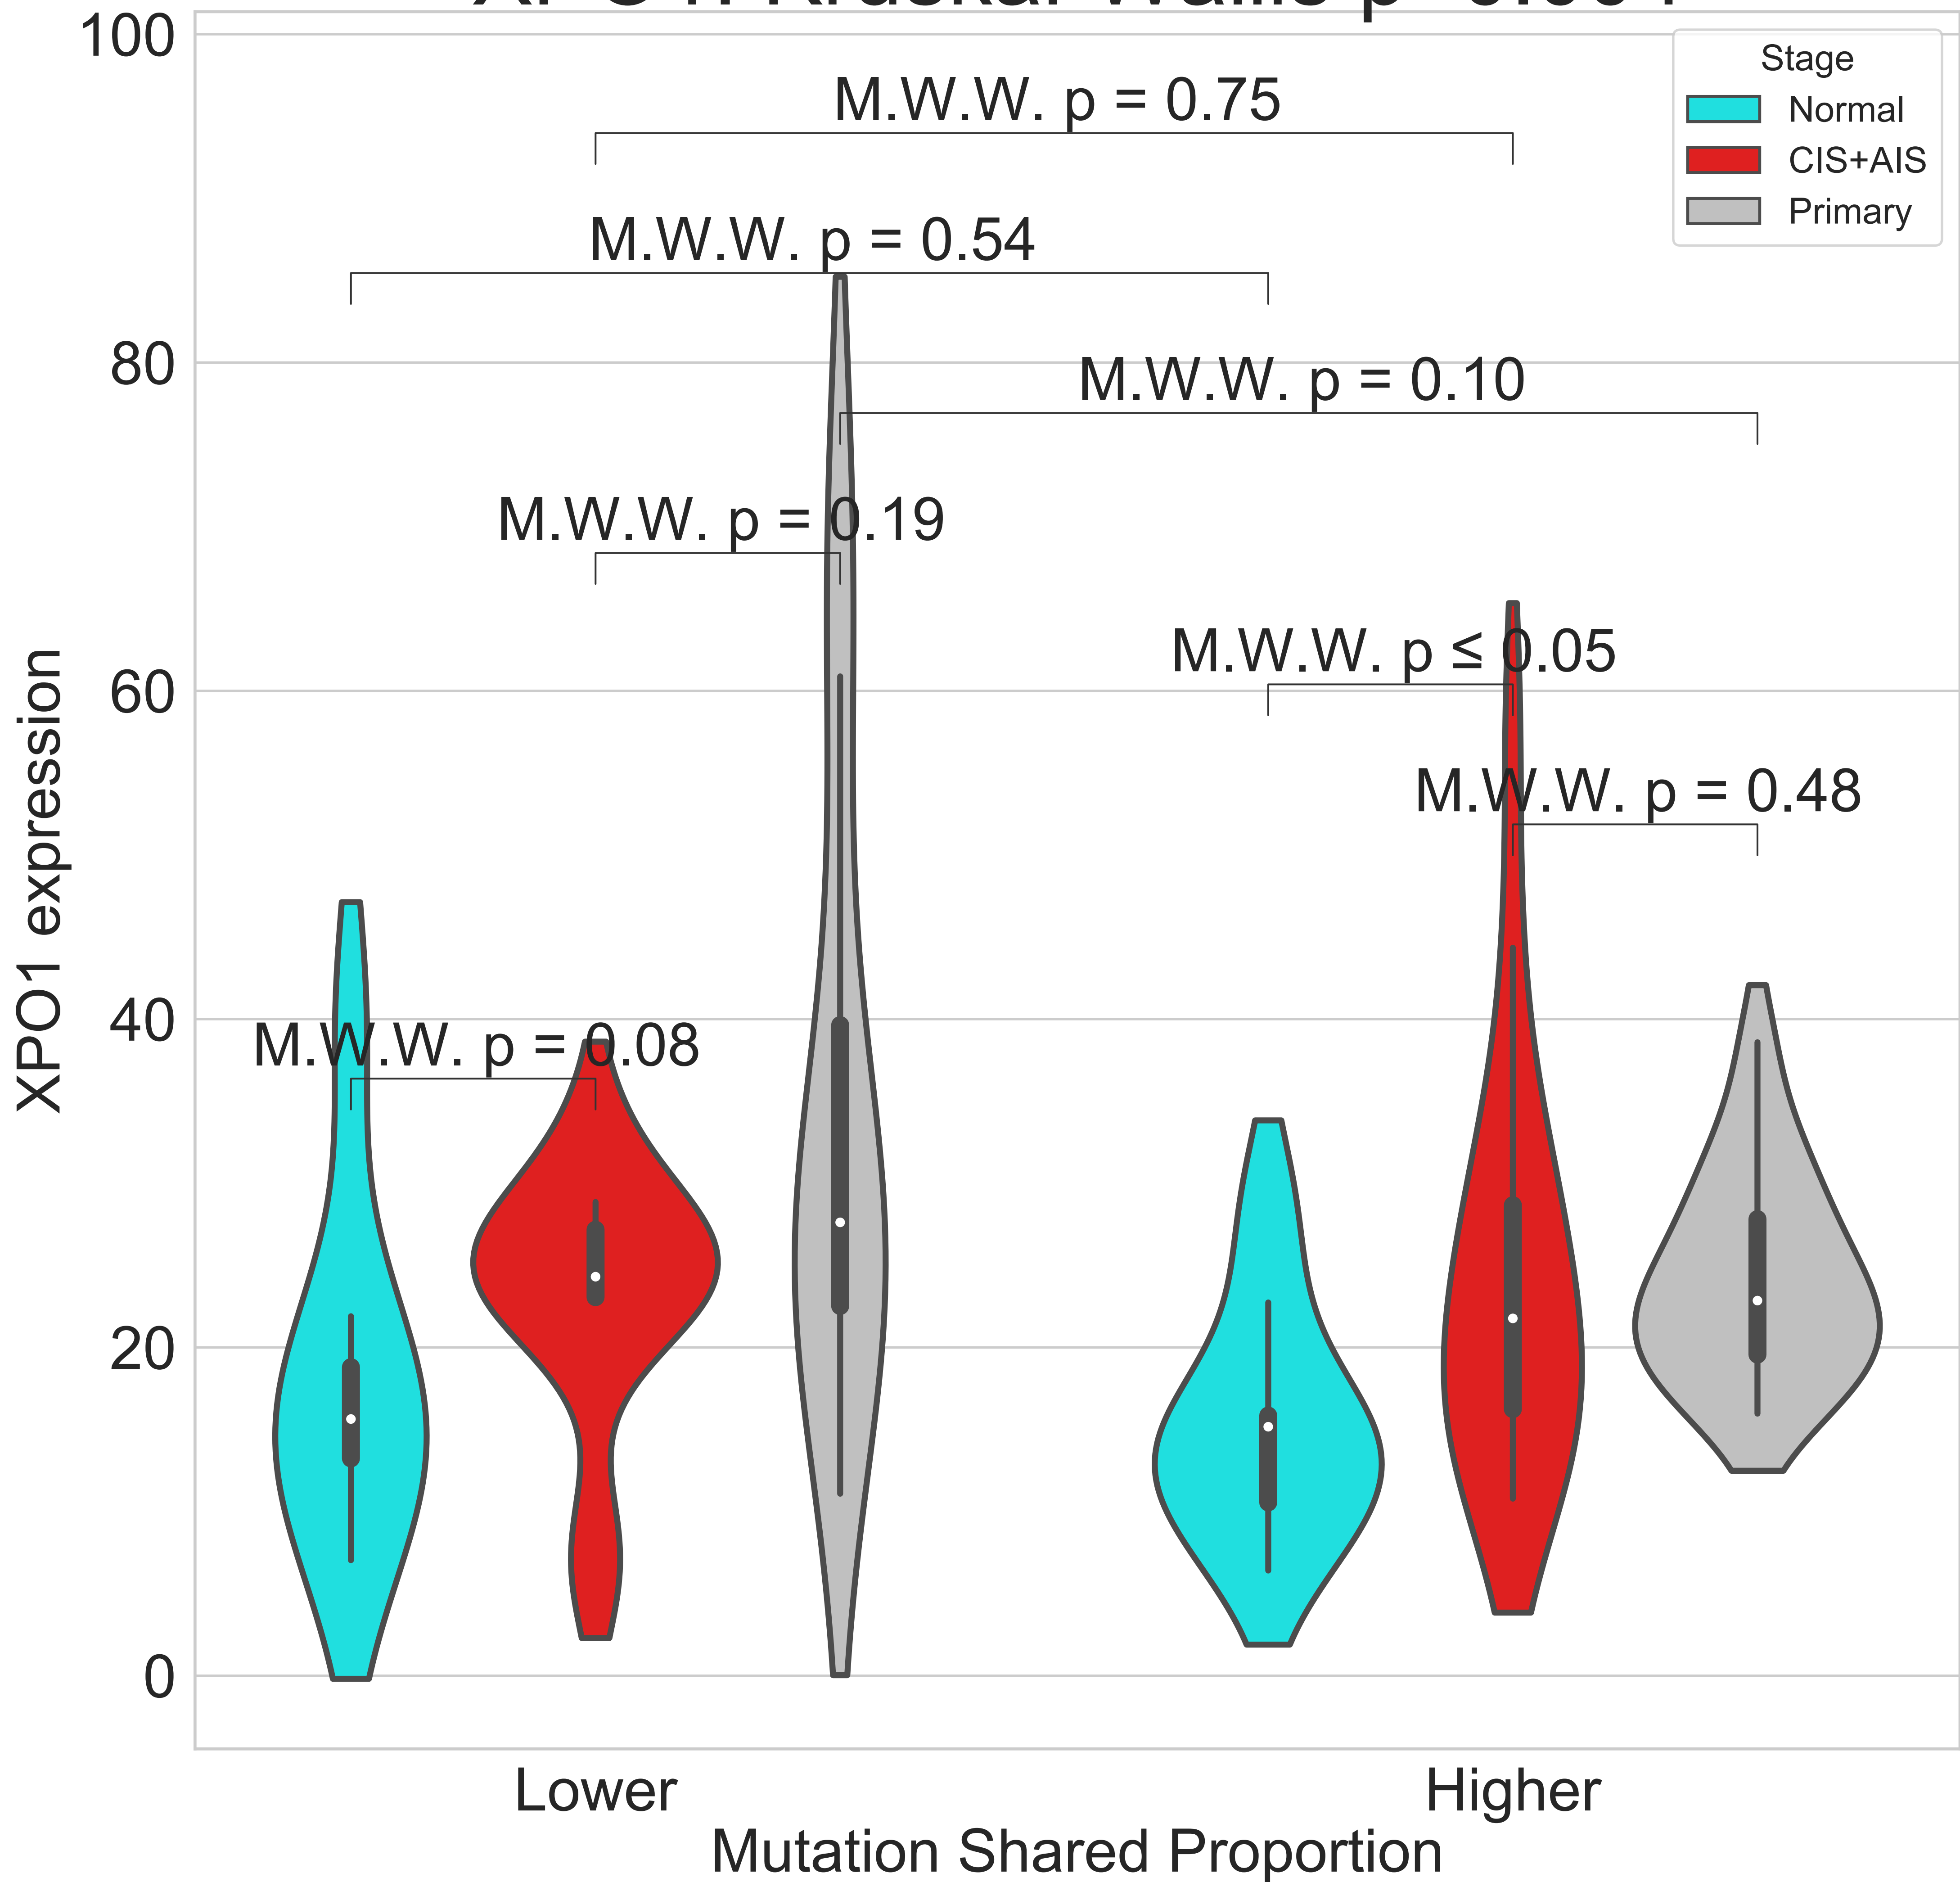 100
80
60
40
20
0
XPO1 expression
Stage
Normal
CIS+AIS
Primary
M.W.W. p = 0.75
M.W.W. p = 0.54
M.W.W. p = 0.10
M.W.W. p = 0.19
M.W.W. p ≤ 0.05
M.W.W. p = 0.48
M.W.W. p = 0.08
Lower
Higher
Mutation Shared Proportion